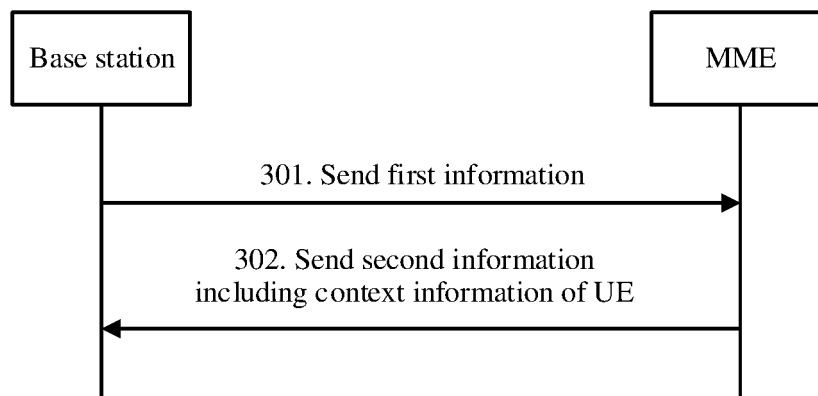 Base station
MME
301. Send first information
302. Send second information
including context information of UE